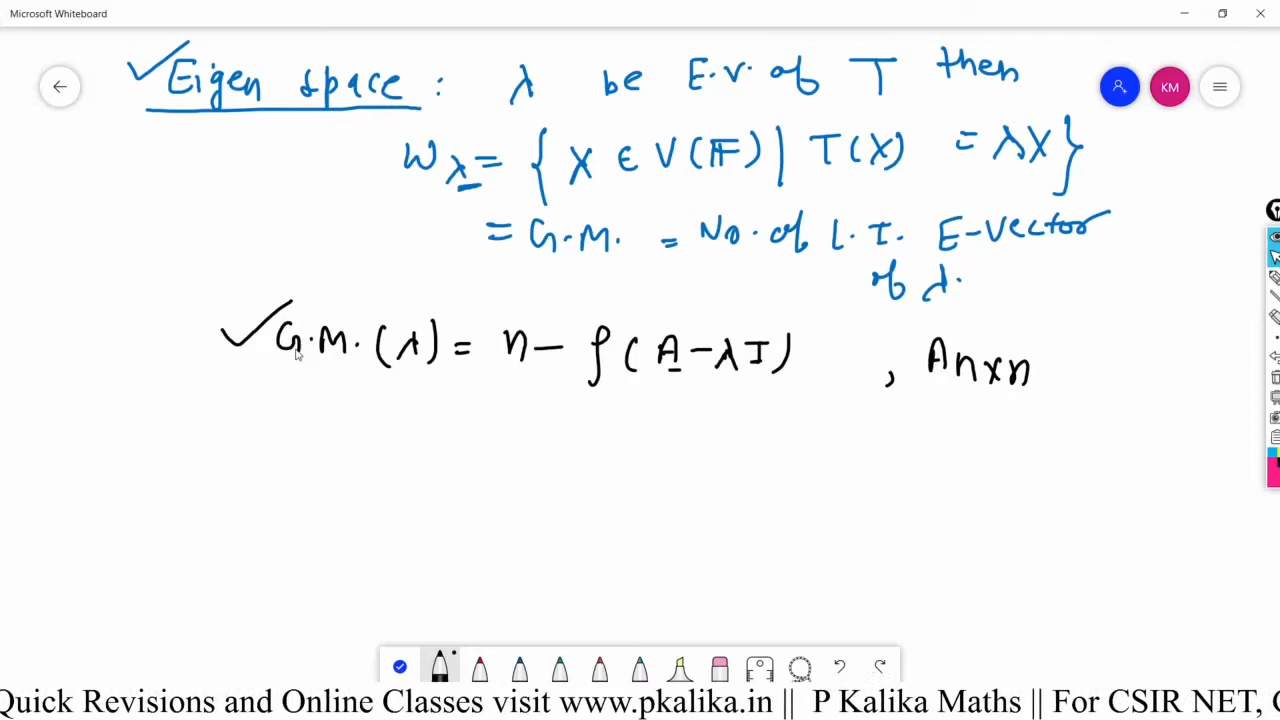 Microsoft Whiteboard
Eigen space : λ be E.V. of T then
W_λ = { X ∈ V(F) | T(X) = λX }
= G.M. = No. of L.I. E-vector
of λ.
G.M.(λ) = n - ρ(A - λI) , A n×n
KM
Quick Revisions and Online Classes visit www.pkalika.in || P Kalika Maths || For CSIR NET,